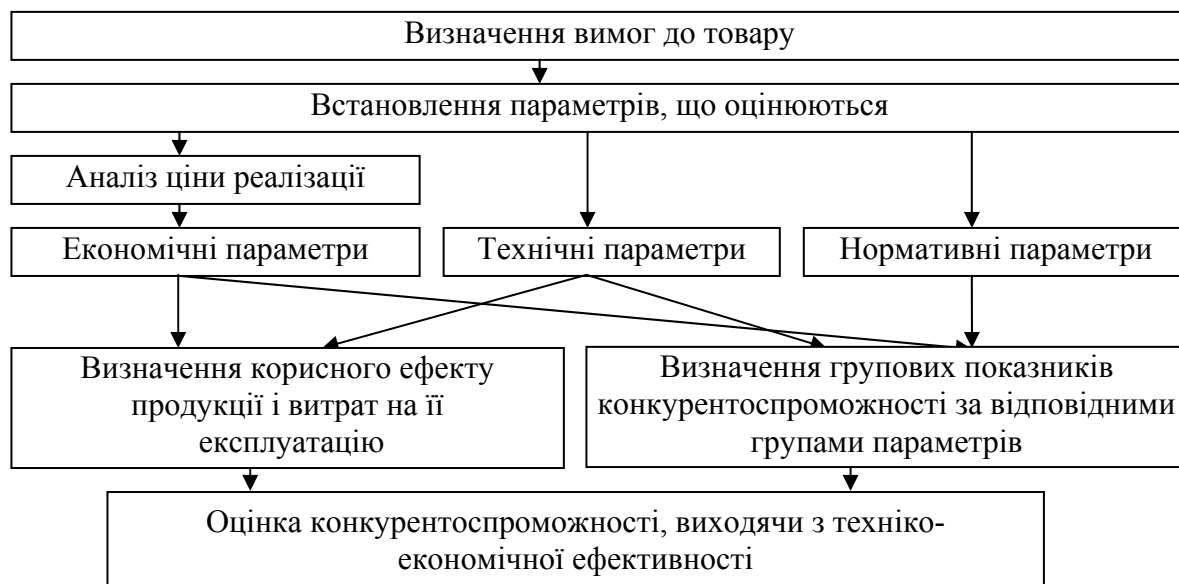 Визначення вимог до товару
Встановлення параметрів, що оцінюються
Аналіз ціни реалізації
Економічні параметри
Технічні параметри
Нормативні параметри
Визначення корисного ефекту
продукції і витрат на її
експлуатацію
Визначення групових показників
конкурентоспроможності за відповідними
групами параметрів
Оцінка конкурентоспроможності, виходячи з техніко-
економічної ефективності